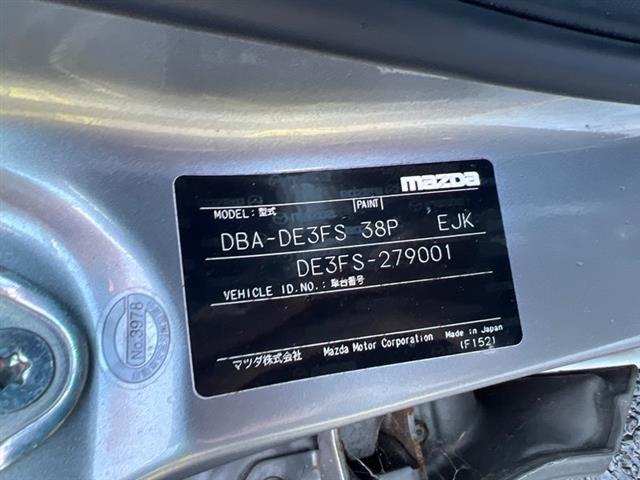 mazda
MODEL: 型式 PAINT
DBA-DE3FS 38P EJK
DE3FS-279001
VEHICLE ID.NO.: 車台番号
マツダ株式会社 Mazda Motor Corporation Made in Japan
(F152)
No.3978